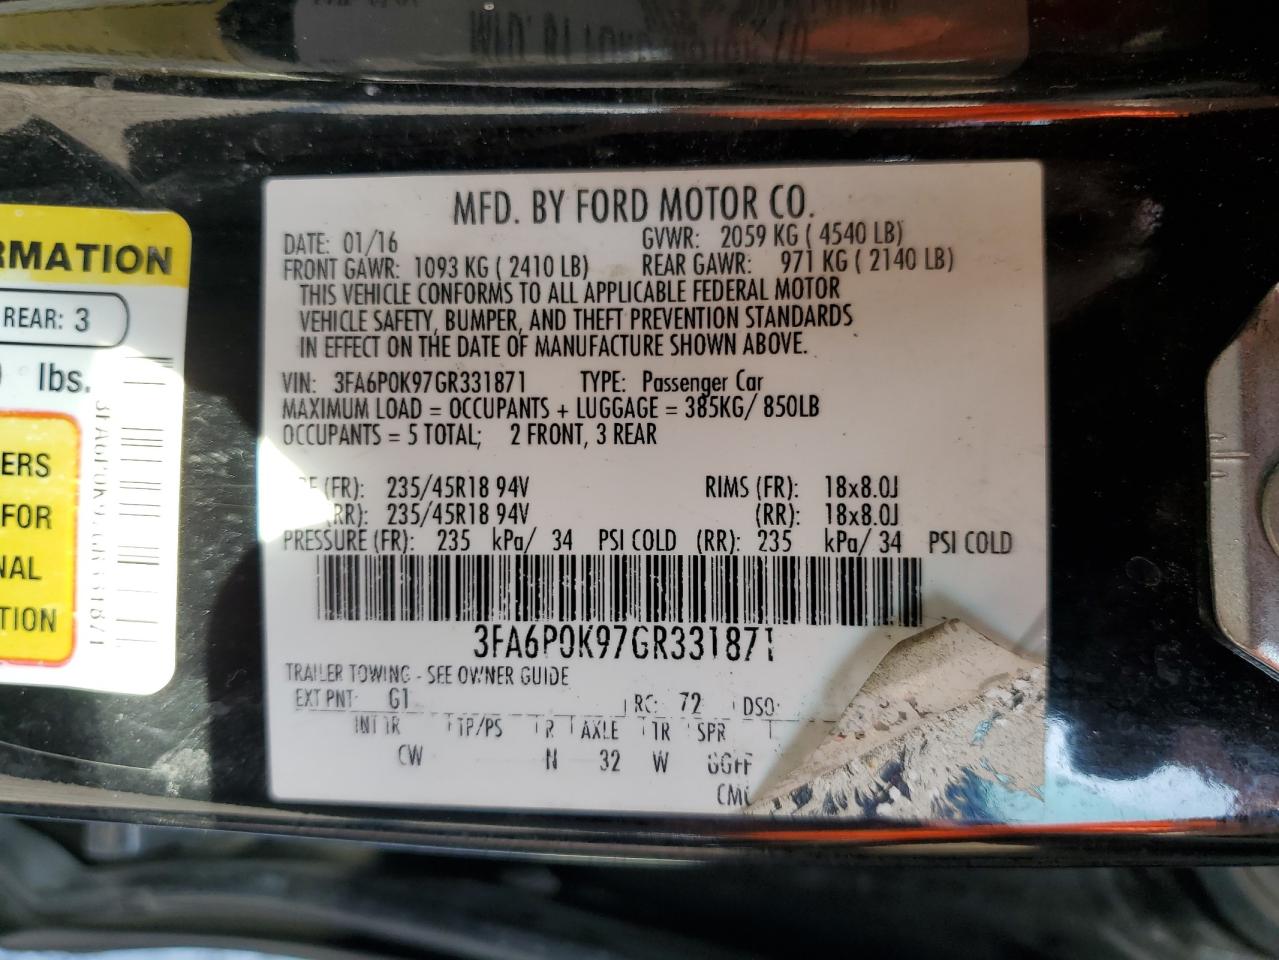 MFD. BY FORD MOTOR CO.
DATE: 01/16 GVWR: 2059 KG ( 4540 LB)
FRONT GAWR: 1093 KG ( 2410 LB) REAR GAWR: 971 KG ( 2140 LB)
THIS VEHICLE CONFORMS TO ALL APPLICABLE FEDERAL MOTOR
VEHICLE SAFETY, BUMPER, AND THEFT PREVENTION STANDARDS
IN EFFECT ON THE DATE OF MANUFACTURE SHOWN ABOVE.
VIN: 3FA6P0K97GR331871 TYPE: Passenger Car
MAXIMUM LOAD = OCCUPANTS + LUGGAGE = 385KG/ 850LB
OCCUPANTS = 5 TOTAL; 2 FRONT, 3 REAR
(FR): 235/45R18 94V RIMS (FR): 18x8.0J
(RR): 235/45R18 94V (RR): 18x8.0J
PRESSURE (FR): 235 kPa/ 34 PSI COLD (RR): 235 kPa/ 34 PSI COLD
3FA6P0K97GR331871
TRAILER TOWING - SEE OWNER GUIDE
EXT PNT: G1 RC: 72 DSO:
INT TR TP/PS R AXLE TR SPR
CW N 32 W GGFF
RMATION
REAR: 3
lbs.
ERS
FOR
NAL
TION
3FA6P0K97GR331871